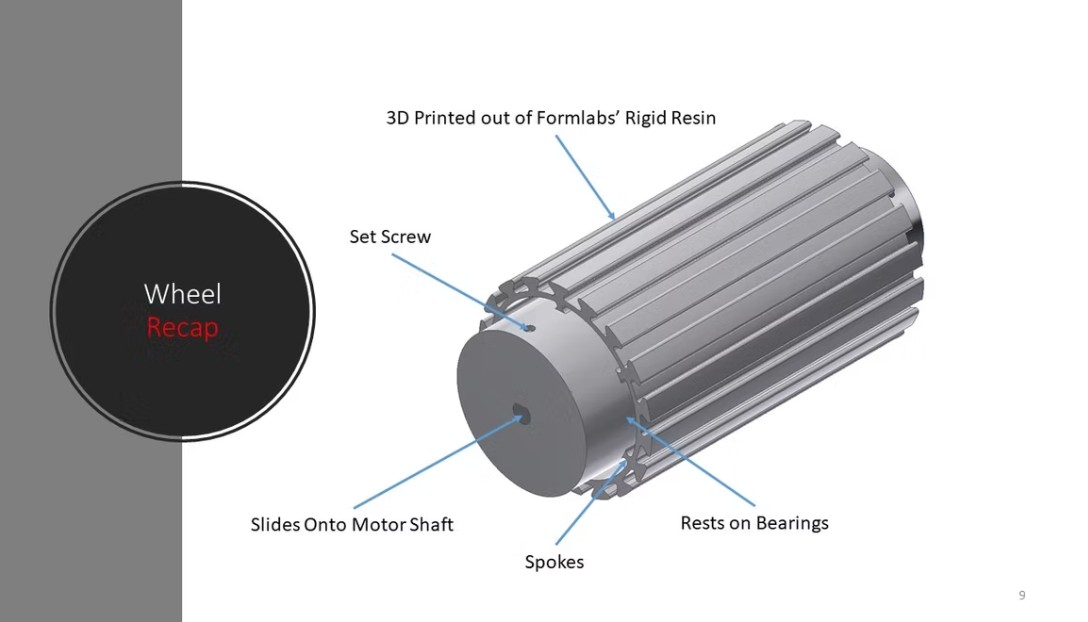 3D Printed out of Formlabs’ Rigid Resin
Set Screw
Wheel
Recap
Slides Onto Motor Shaft
Rests on Bearings
Spokes
9